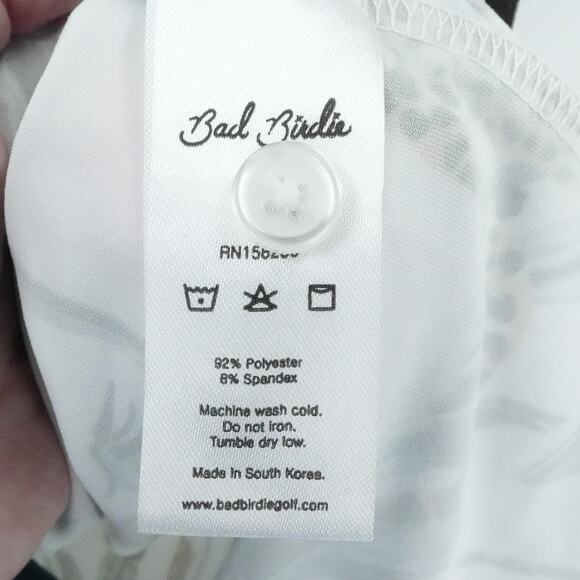 Bad Birdie
92% Polyester
8% Spandex
Machine wash cold.
Do not iron.
Tumble dry low.
Made in South Korea.
www.badbirdiegolf.com